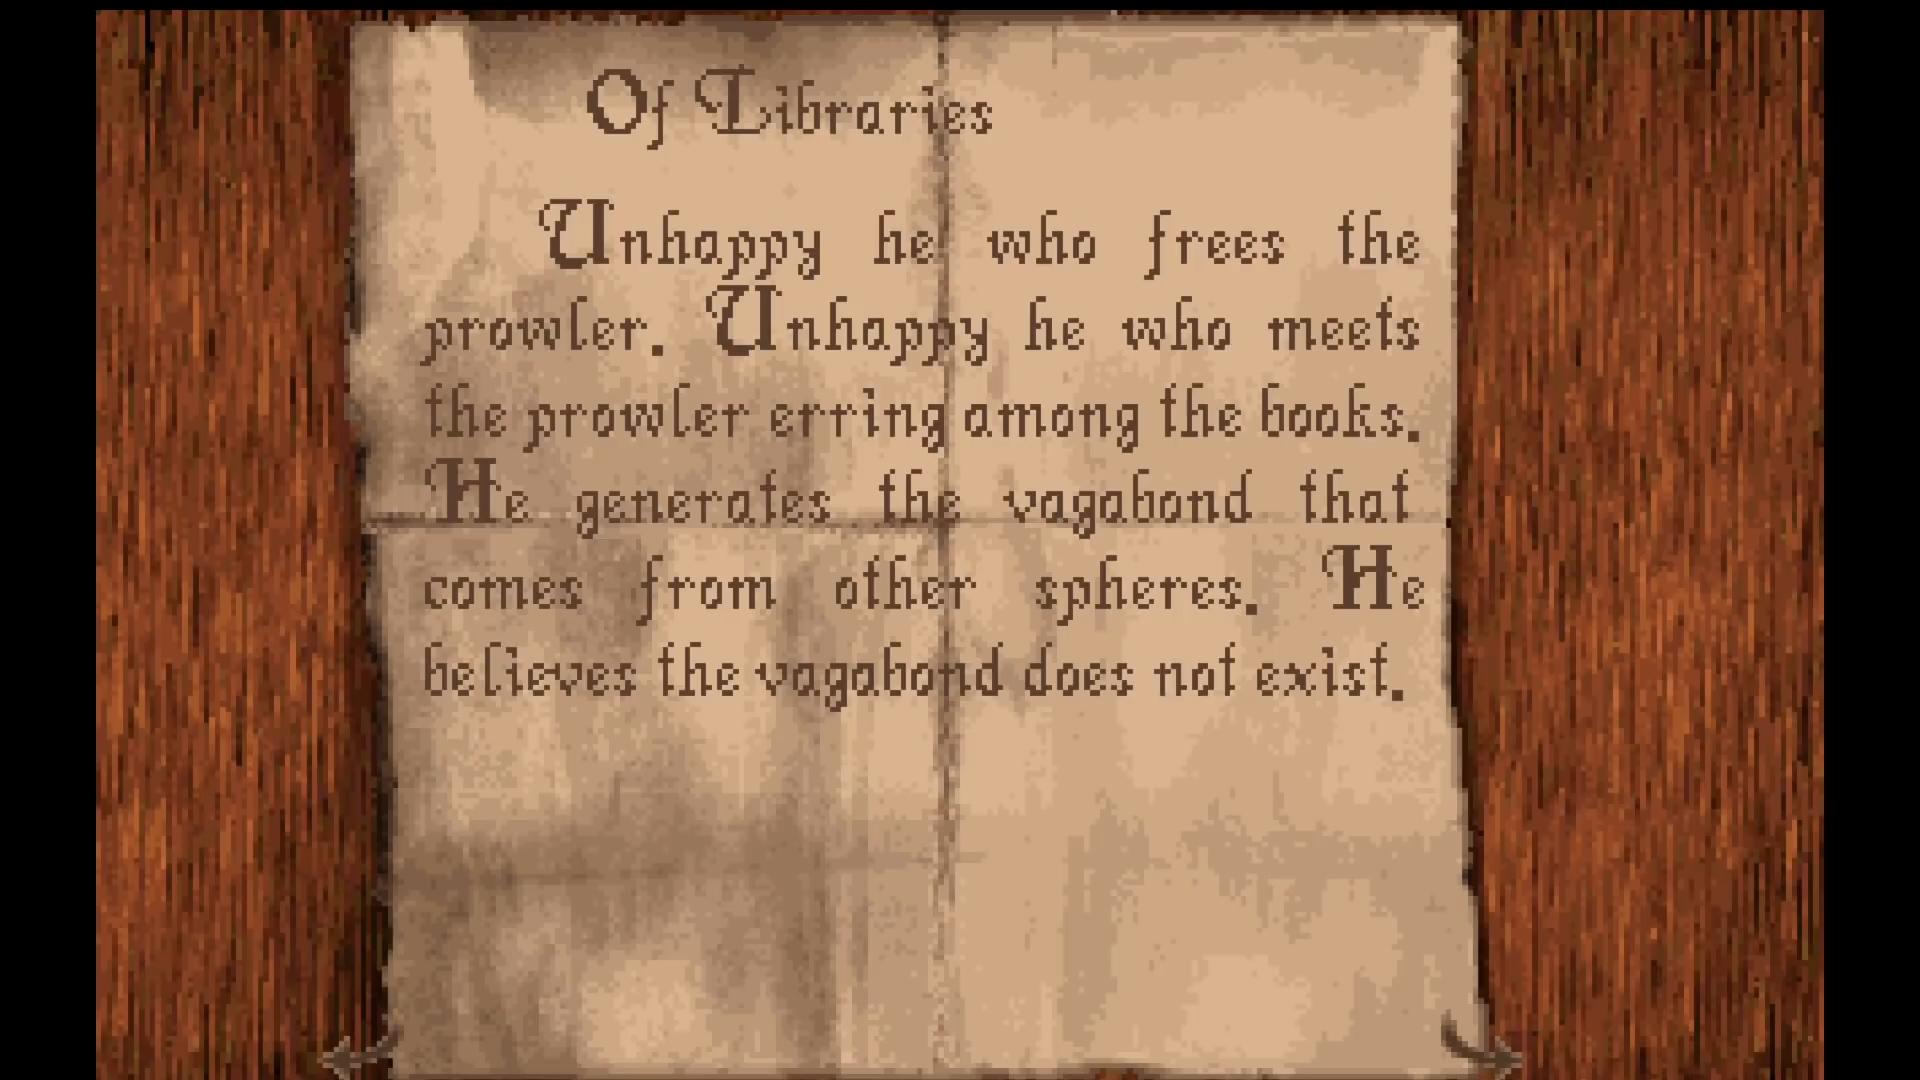 Of Libraries
Unhappy he who frees the
prowler. Unhappy he who meets
the prowler erring among the books.
He generates the vagabond that
comes from other spheres. He
believes the vagabond does not exist.